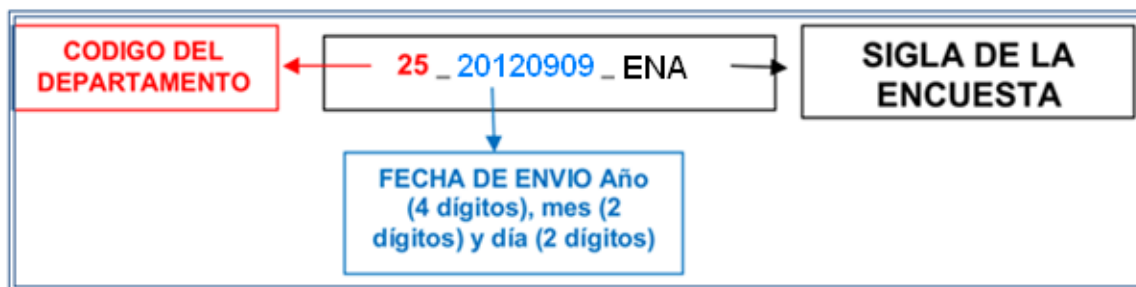 CODIGO DEL
DEPARTAMENTO
25 _ 20120909 _ ENA
SIGLA DE LA
ENCUESTA
FECHA DE ENVIO Año
(4 dígitos), mes (2
dígitos) y día (2 dígitos)